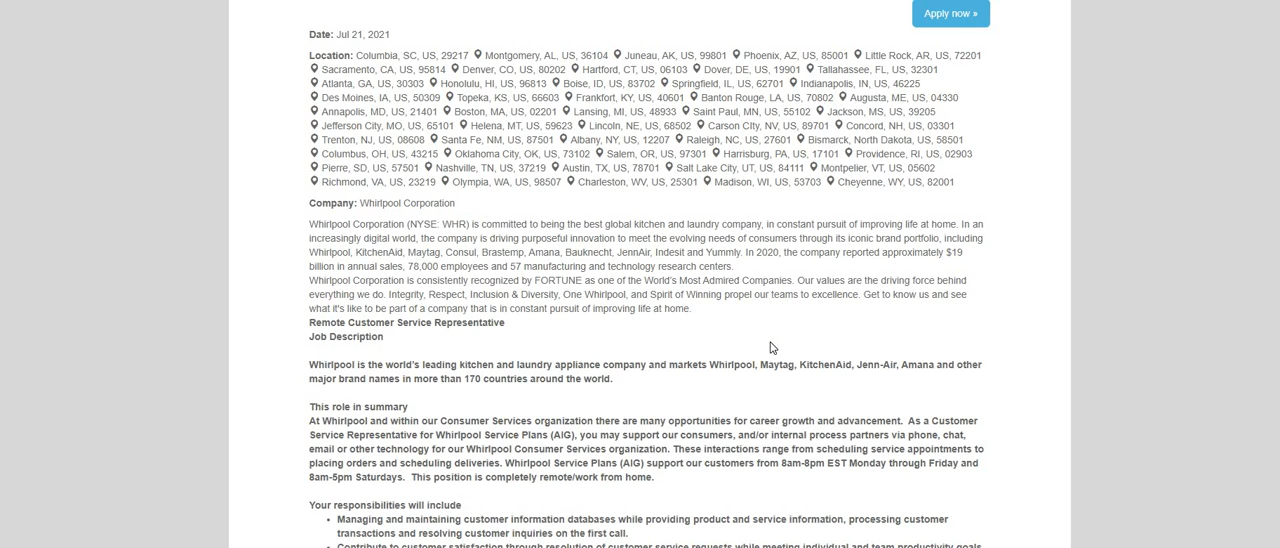 Apply now »
Date: Jul 21, 2021
Location: Columbia, SC, US, 29217 Montgomery, AL, US, 36104 Juneau, AK, US, 99801 Phoenix, AZ, US, 85001 Little Rock, AR, US, 72201
Sacramento, CA, US, 95814 Denver, CO, US, 80202 Hartford, CT, US, 06103 Dover, DE, US, 19901 Tallahassee, FL, US, 32301
Atlanta, GA, US, 30303 Honolulu, HI, US, 96813 Boise, ID, US, 83702 Springfield, IL, US, 62701 Indianapolis, IN, US, 46225
Des Moines, IA, US, 50309 Topeka, KS, US, 66603 Frankfort, KY, US, 40601 Banton Rouge, LA, US, 70802 Augusta, ME, US, 04330
Annapolis, MD, US, 21401 Boston, MA, US, 02201 Lansing, MI, US, 48933 Saint Paul, MN, US, 55102 Jackson, MS, US, 39205
Jefferson City, MO, US, 65101 Helena, MT, US, 59623 Lincoln, NE, US, 68502 Carson CIty, NV, US, 89701 Concord, NH, US, 03301
Trenton, NJ, US, 08608 Santa Fe, NM, US, 87501 Albany, NY, US, 12207 Raleigh, NC, US, 27601 Bismarck, North Dakota, US, 58501
Columbus, OH, US, 43215 Oklahoma City, OK, US, 73102 Salem, OR, US, 97301 Harrisburg, PA, US, 17101 Providence, RI, US, 02903
Pierre, SD, US, 57501 Nashville, TN, US, 37219 Austin, TX, US, 78701 Salt Lake City, UT, US, 84111 Montpelier, VT, US, 05602
Richmond, VA, US, 23219 Olympia, WA, US, 98507 Charleston, WV, US, 25301 Madison, WI, US, 53703 Cheyenne, WY, US, 82001
Company: Whirlpool Corporation
Whirlpool Corporation (NYSE: WHR) is committed to being the best global kitchen and laundry company, in constant pursuit of improving life at home. In an
increasingly digital world, the company is driving purposeful innovation to meet the evolving needs of consumers through its iconic brand portfolio, including
Whirlpool, KitchenAid, Maytag, Consul, Brastemp, Amana, Bauknecht, JennAir, Indesit and Yummly. In 2020, the company reported approximately $19
billion in annual sales, 78,000 employees and 57 manufacturing and technology research centers.
Whirlpool Corporation is consistently recognized by FORTUNE as one of the World's Most Admired Companies. Our values are the driving force behind
everything we do. Integrity, Respect, Inclusion & Diversity, One Whirlpool, and Spirit of Winning propel our teams to excellence. Get to know us and see
what it's like to be part of a company that is in constant pursuit of improving life at home.
Remote Customer Service Representative
Job Description
Whirlpool is the world's leading kitchen and laundry appliance company and markets Whirlpool, Maytag, KitchenAid, Jenn-Air, Amana and other
major brand names in more than 170 countries around the world.
This role in summary
At Whirlpool and within our Consumer Services organization there are many opportunities for career growth and advancement. As a Customer
Service Representative for Whirlpool Service Plans (AIG), you may support our consumers, and/or internal process partners via phone, chat,
email or other technology for our Whirlpool Consumer Services organization. These interactions range from scheduling service appointments to
placing orders and scheduling deliveries. Whirlpool Service Plans (AIG) support our customers from 8am-8pm EST Monday through Friday and
8am-5pm Saturdays. This position is completely remote/work from home.
Your responsibilities will include
• Managing and maintaining customer information databases while providing product and service information, processing customer
transactions and resolving customer inquiries on the first call.
• Contribute to customer satisfaction through resolution of customer service requests while meeting individual and team productivity goals